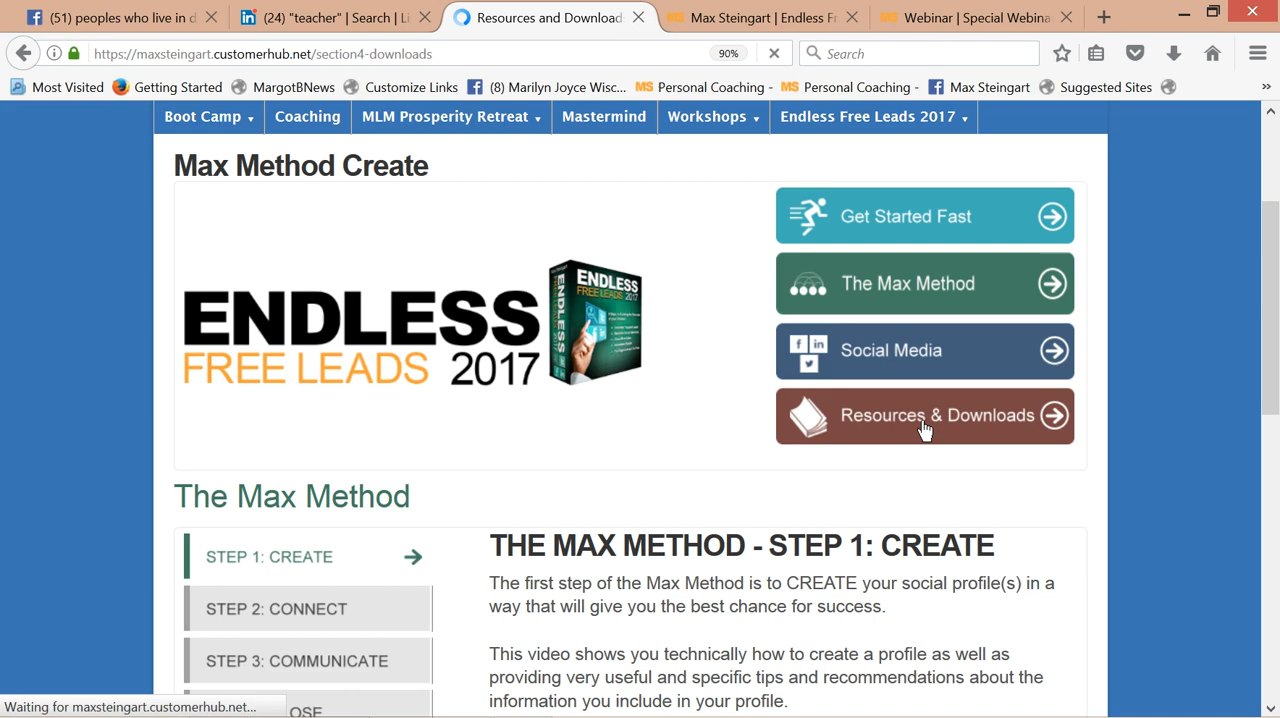 (51) peoples who live in d
(24) "teacher" | Search | Li
Resources and Download
Max Steingart | Endless Fr
Webinar | Special Webina
https://maxsteingart.customerhub.net/section4-downloads
90%
Search
Most Visited
Getting Started
MargotBNews
Customize Links
(8) Marilyn Joyce Wisc...
MS Personal Coaching -
MS Personal Coaching -
Max Steingart
Suggested Sites
Boot Camp
Coaching
MLM Prosperity Retreat
Mastermind
Workshops
Endless Free Leads 2017
Max Method Create
Get Started Fast
The Max Method
Social Media
Resources & Downloads
ENDLESS
FREE LEADS 2017
ENDLESS
FREE LEADS 2017
The Max Method
STEP 1: CREATE
STEP 2: CONNECT
STEP 3: COMMUNICATE
OSE
THE MAX METHOD - STEP 1: CREATE
The first step of the Max Method is to CREATE your social profile(s) in a
way that will give you the best chance for success.
This video shows you technically how to create a profile as well as
providing very useful and specific tips and recommendations about the
information you include in your profile.
Waiting for maxsteingart.customerhub.net...